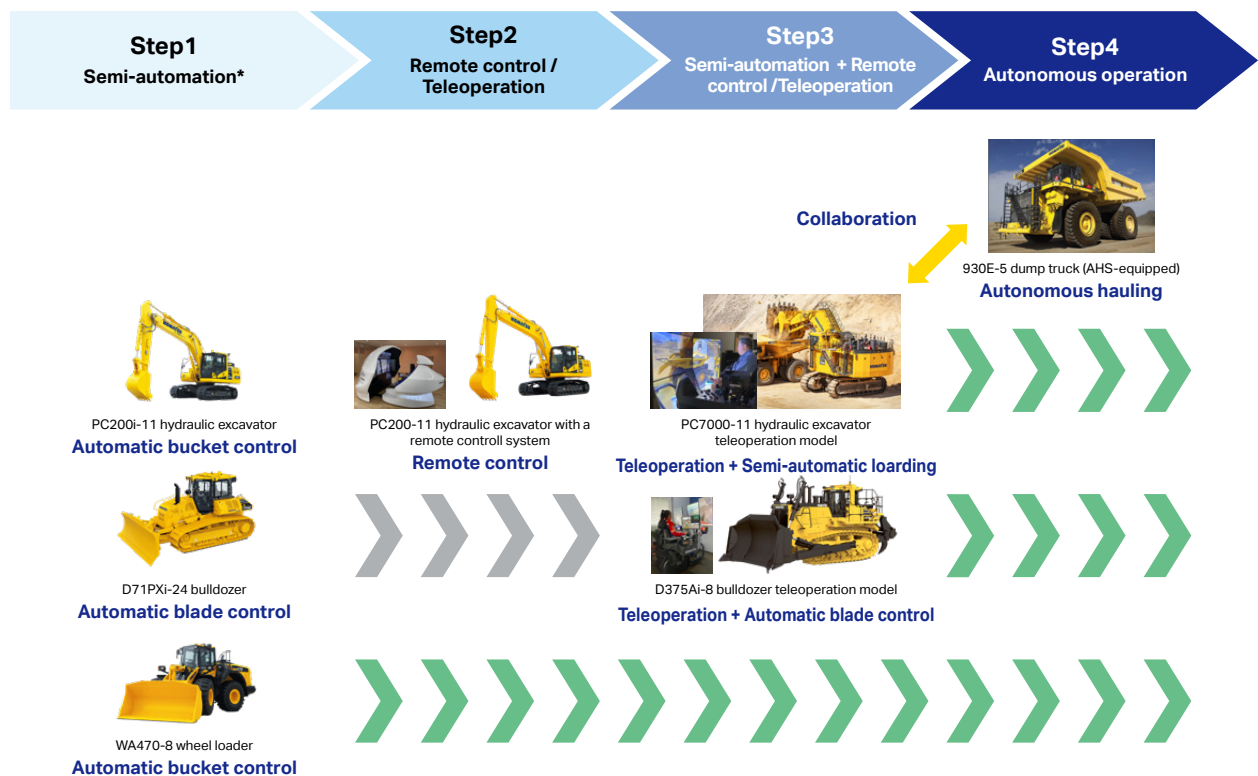 Step1
Semi-automation*
Step2
Remote control /
Teleoperation
Step3
Semi-automation + Remote
control /Teleoperation
Step4
Autonomous operation
Collaboration
930E-5 dump truck (AHS-equipped)
Autonomous hauling
KOMATSU
PC200i-11 hydraulic excavator
Automatic bucket control
KOMATSU
PC200-11 hydraulic excavator with a
remote controll system
Remote control
KOMATSU
PC7000-11 hydraulic excavator
teleoperation model
Teleoperation + Semi-automatic loarding
D71PXi-24 bulldozer
Automatic blade control
D375Ai-8 bulldozer teleoperation model
Teleoperation + Automatic blade control
WA470-8 wheel loader
Automatic bucket control